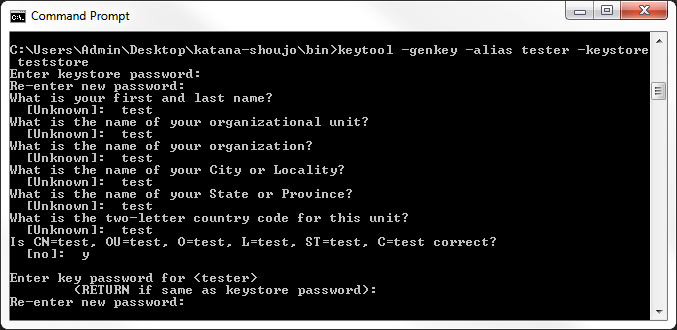 Command Prompt
C:\Users\Admin\Desktop\katana-shoujo\bin>keytool -genkey -alias tester -keystore
teststore
Enter keystore password:
Re-enter new password:
What is your first and last name?
[Unknown]: test
What is the name of your organizational unit?
[Unknown]: test
What is the name of your organization?
[Unknown]: test
What is the name of your City or Locality?
[Unknown]: test
What is the name of your State or Province?
[Unknown]: test
What is the two-letter country code for this unit?
[Unknown]: test
Is CN=test, OU=test, O=test, L=test, ST=test, C=test correct?
[no]: y
Enter key password for <tester>
(RETURN if same as keystore password):
Re-enter new password: